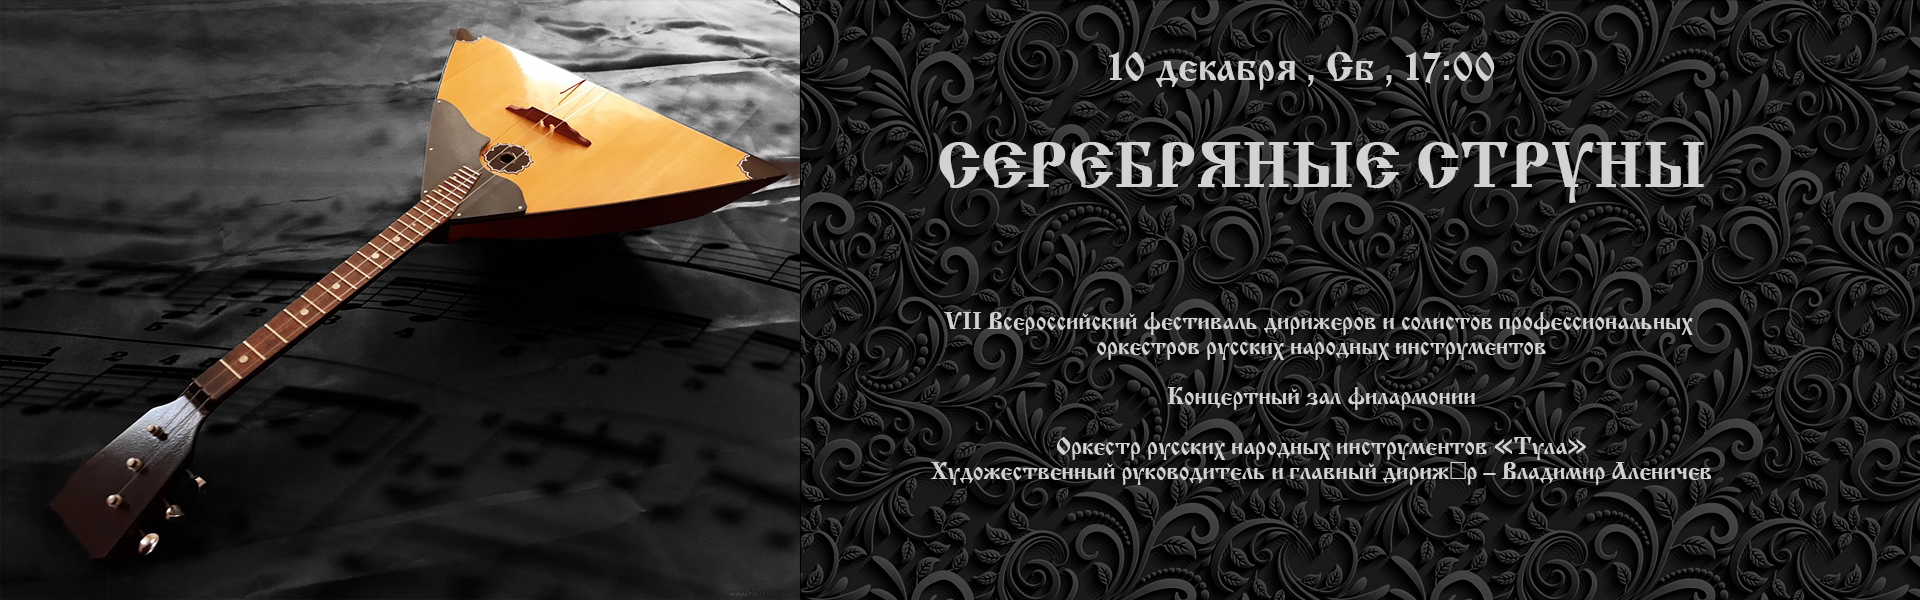 10 декабря , Сб , 17:00
СЕРЕБРЯНЫЕ СТРУНЫ
VII Всероссийский фестиваль дирижеров и солистов профессиональных
оркестров русских народных инструментов
Концертный зал филармонии
Оркестр русских народных инструментов «Тула»
Художественный руководитель и главный дириж□р – Владимир Аленичев